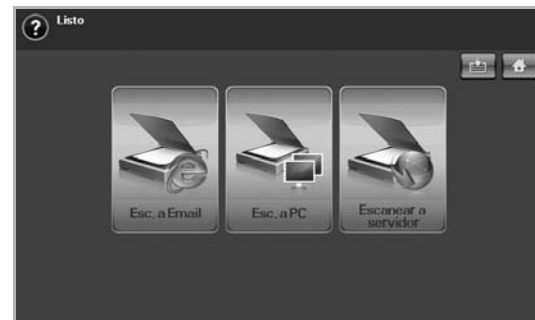 ? Listo
Esc. a Email
Esc. a PC
Escanear a
servidor